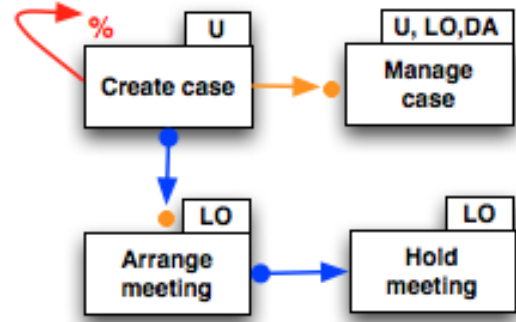 %
U
Create case
U, LO,DA
Manage
case
LO
Arrange
meeting
LO
Hold
meeting